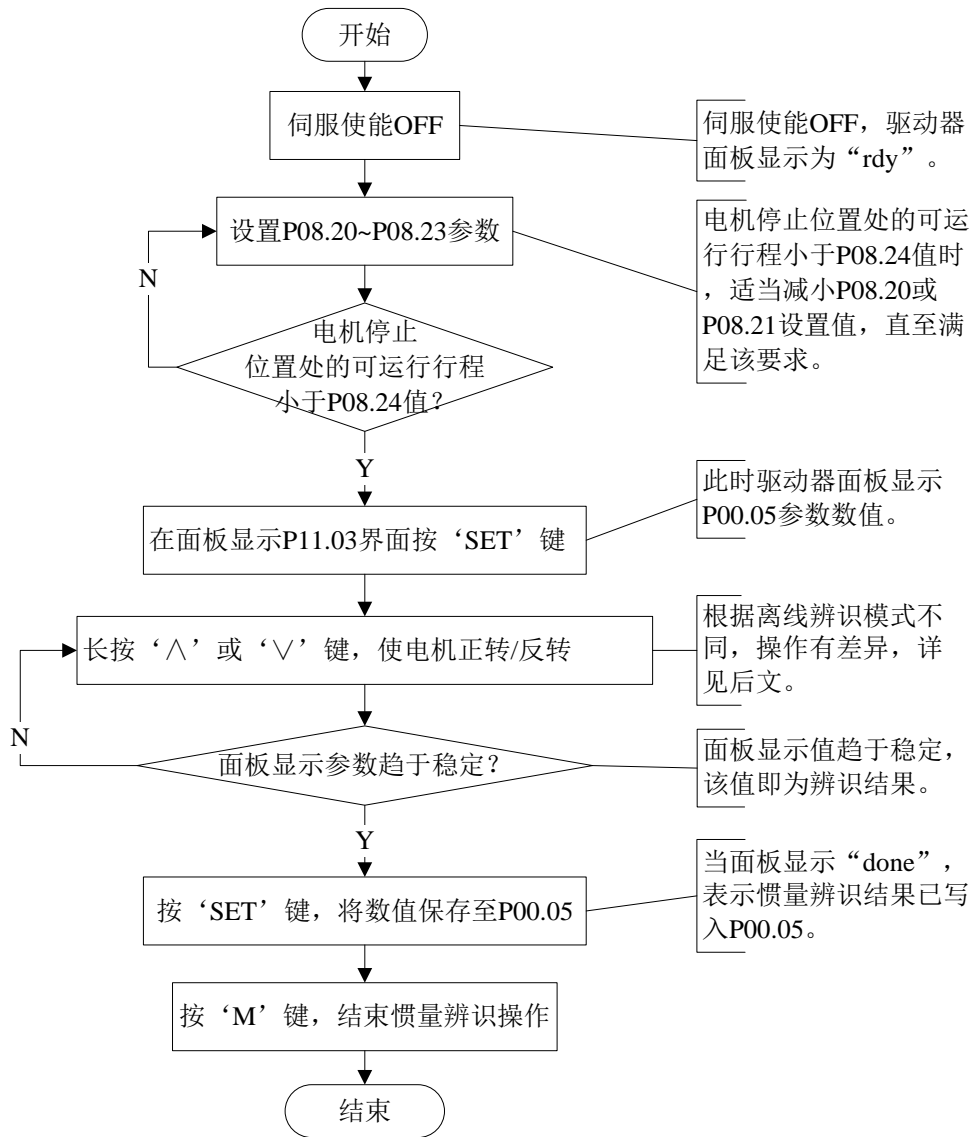 开始
伺服使能OFF
伺服使能OFF，驱动器
面板显示为“rdy”。
设置P08.20~P08.23参数
电机停止位置处的可运
行行程小于P08.24值时
，适当减小P08.20或
P08.21设置值，直至满
足该要求。
N
电机停止
位置处的可运行行程
小于P08.24值？
Y
在面板显示P11.03界面按‘SET’键
此时驱动器面板显示
P00.05参数数值。
长按‘∧’或‘∨’键，使电机正转/反转
根据离线辨识模式不
同，操作有差异，详
见后文。
N
面板显示参数趋于稳定？
面板显示值趋于稳定，
该值即为辨识结果。
Y
按‘SET’键，将数值保存至P00.05
当面板显示“done”，
表示惯量辨识结果已写
入P00.05。
按‘M’键，结束惯量辨识操作
结束